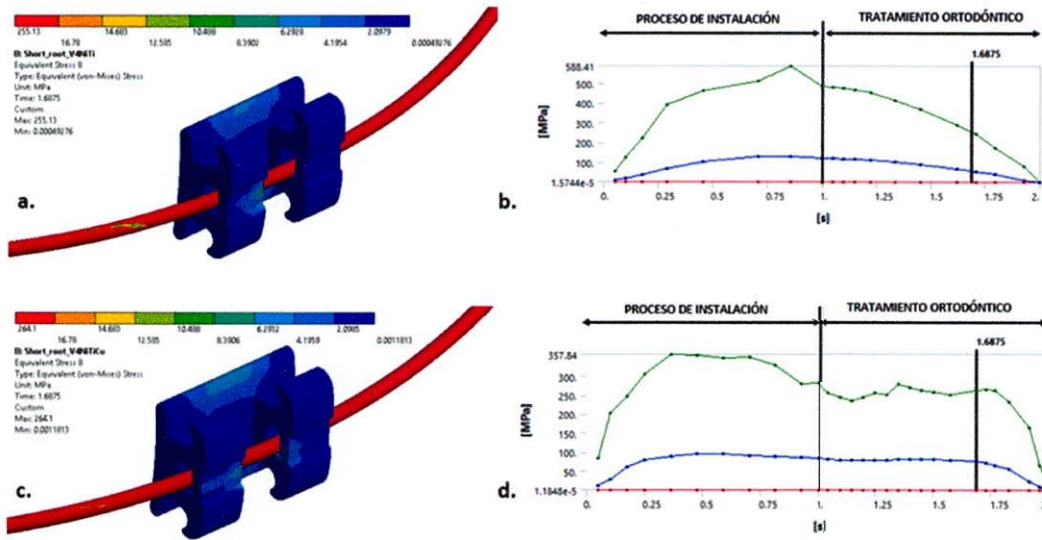 255.13
14.683
10.488
6.2928
2.0979
16.78
12.585
8.3902
4.1954
0.00049276
B: Short_root_V4NiTi
Equivalent Stress 8
Type: Equivalent (von-Mises) Stress
Unit: MPa
Time: 1.6875
Custom
Max: 255.13
Min: 0.00049276
a.
PROCESO DE INSTALACIÓN
TRATAMIENTO ORTODÓNTICO
1.6875
588.41
500.
400.
300.
200.
100.
1.5744e-5
[MPa]
0.
0.25
0.5
0.75
1.
1.25
1.5
1.75
2.
[s]
b.
264.1
14.685
10.488
6.2932
2.0985
16.78
12.585
8.3906
4.1959
0.0011813
B: Short_root_V4NiTiCu
Equivalent Stress 8
Type: Equivalent (von-Mises) Stress
Unit: MPa
Time: 1.6875
Custom
Max: 264.1
Min: 0.0011813
c.
PROCESO DE INSTALACIÓN
TRATAMIENTO ORTODÓNTICO
1.6875
357.84
300.
250.
200.
150.
100.
50.
1.1848e-5
[MPa]
0.
0.25
0.5
0.75
1.
1.25
1.5
1.75
[s]
d.